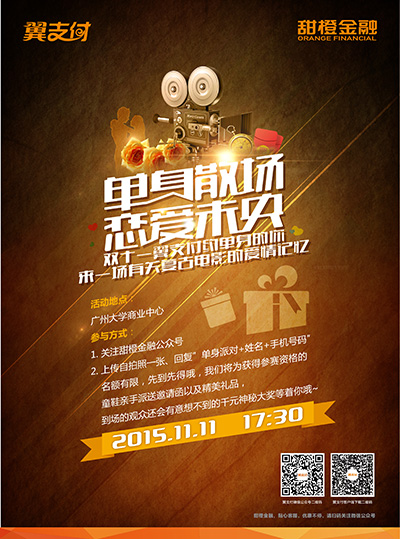 翼支付
甜橙金融
ORANGE FINANCIAL
单身散场
恋爱未央
双十一翼支付约单身的你
来一场有关复古电影的爱情记忆
活动地点：
广州大学商业中心
参与方式：
1. 关注甜橙金融公众号
2. 上传自拍照一张、回复“单身派对+姓名+手机号码”
名额有限，先到先得哦，我们将为获得参赛资格的
童鞋亲手派送邀请函以及精美礼品，
到场的观众还会有意想不到的千元神秘大奖等着你哦~
2015.11.11 17:30